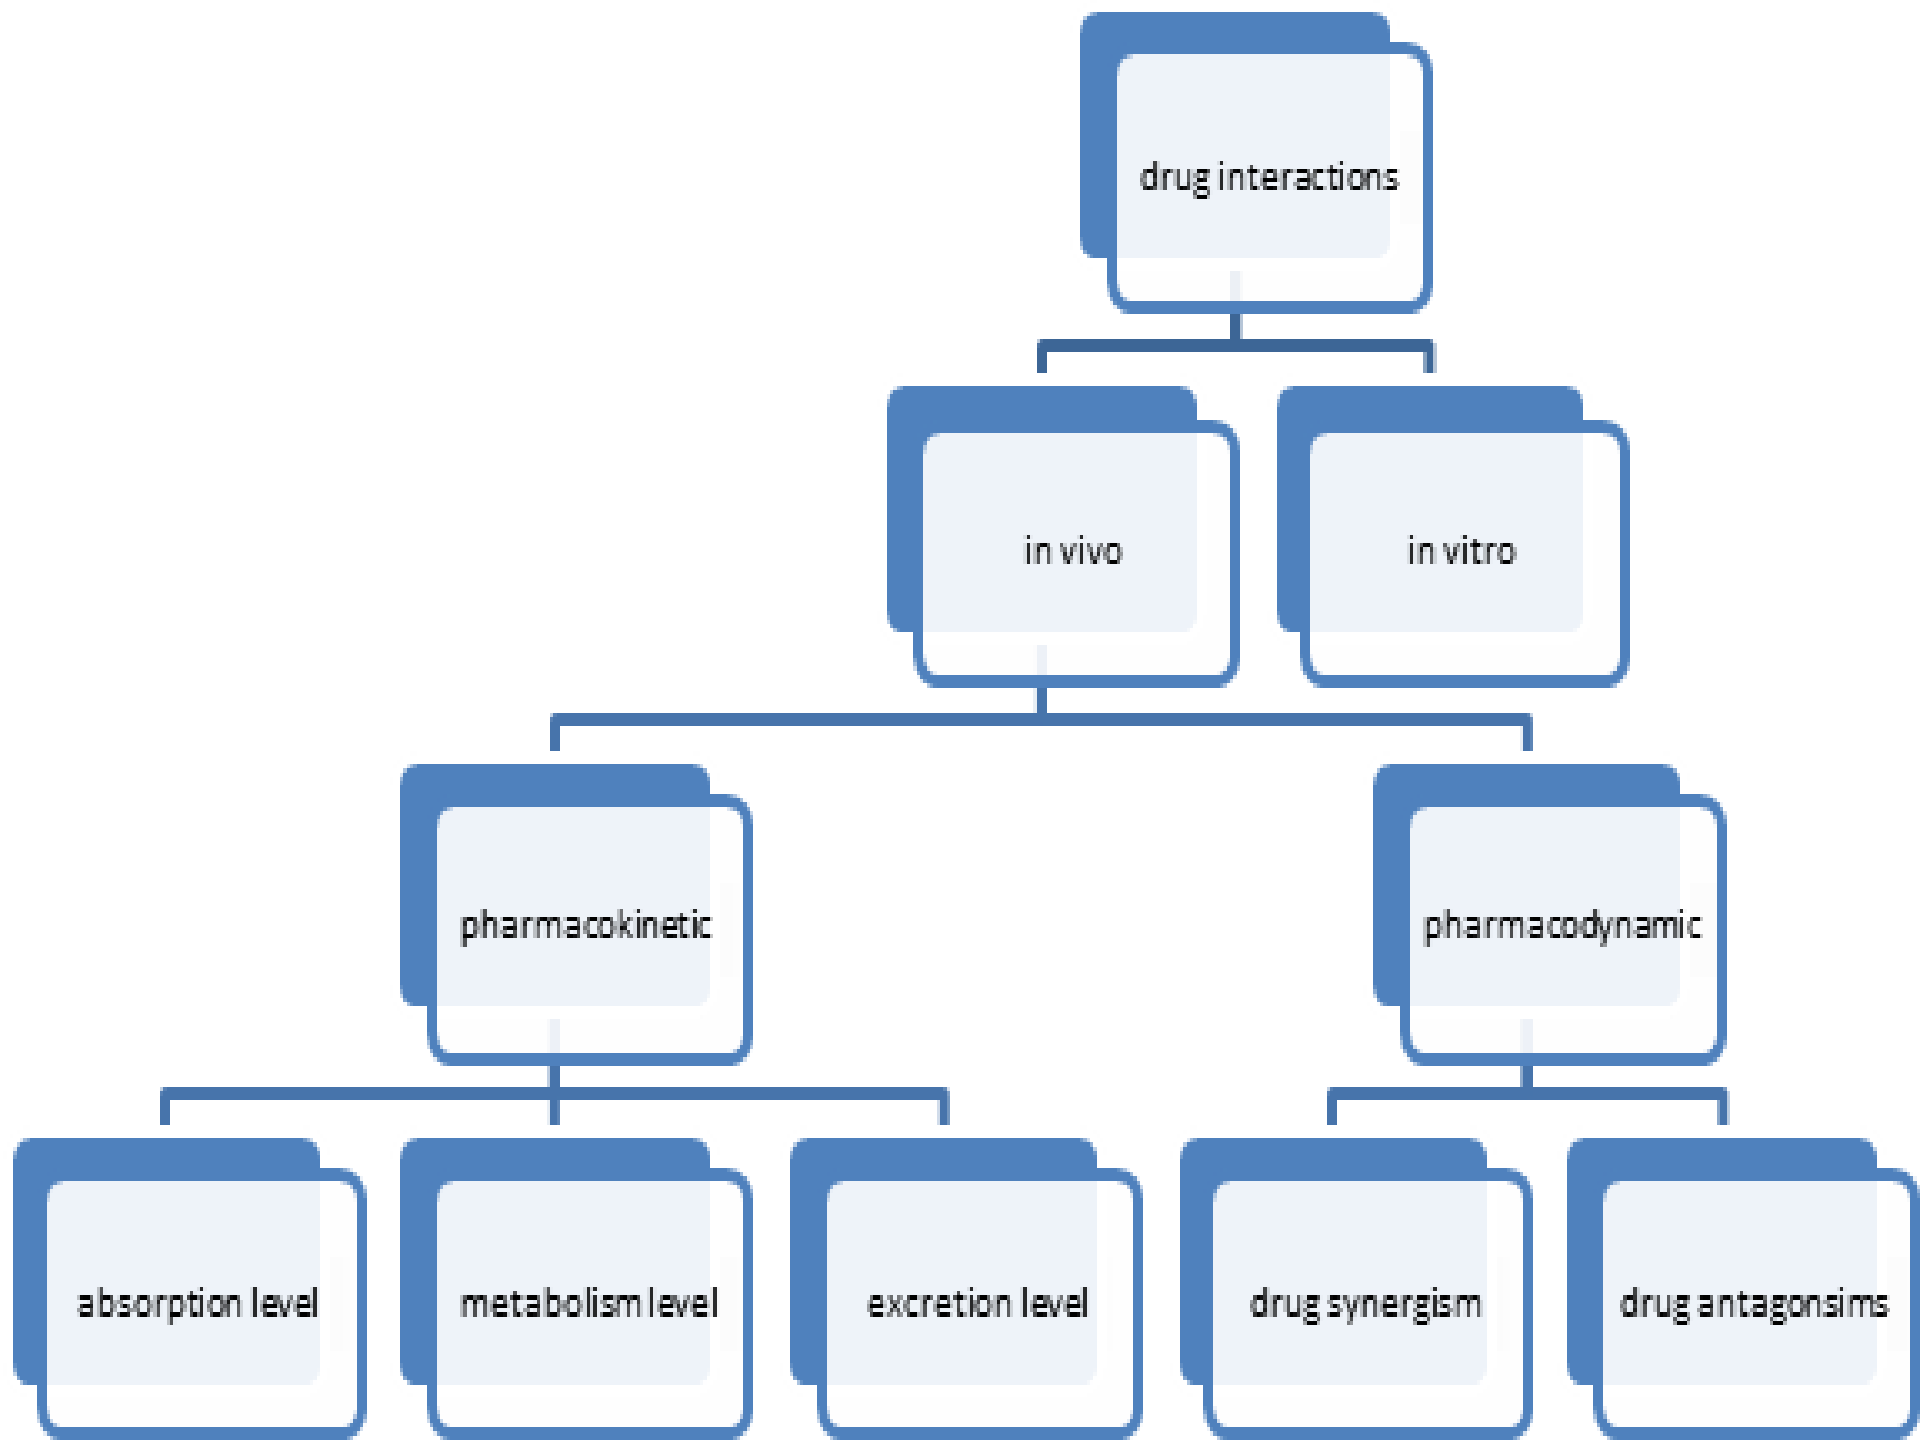 drug interactions
in vivo
in vitro
pharmacokinetic
pharmacodynamic
absorption level
metabolism level
excretion level
drug synergism
drug antagonsims